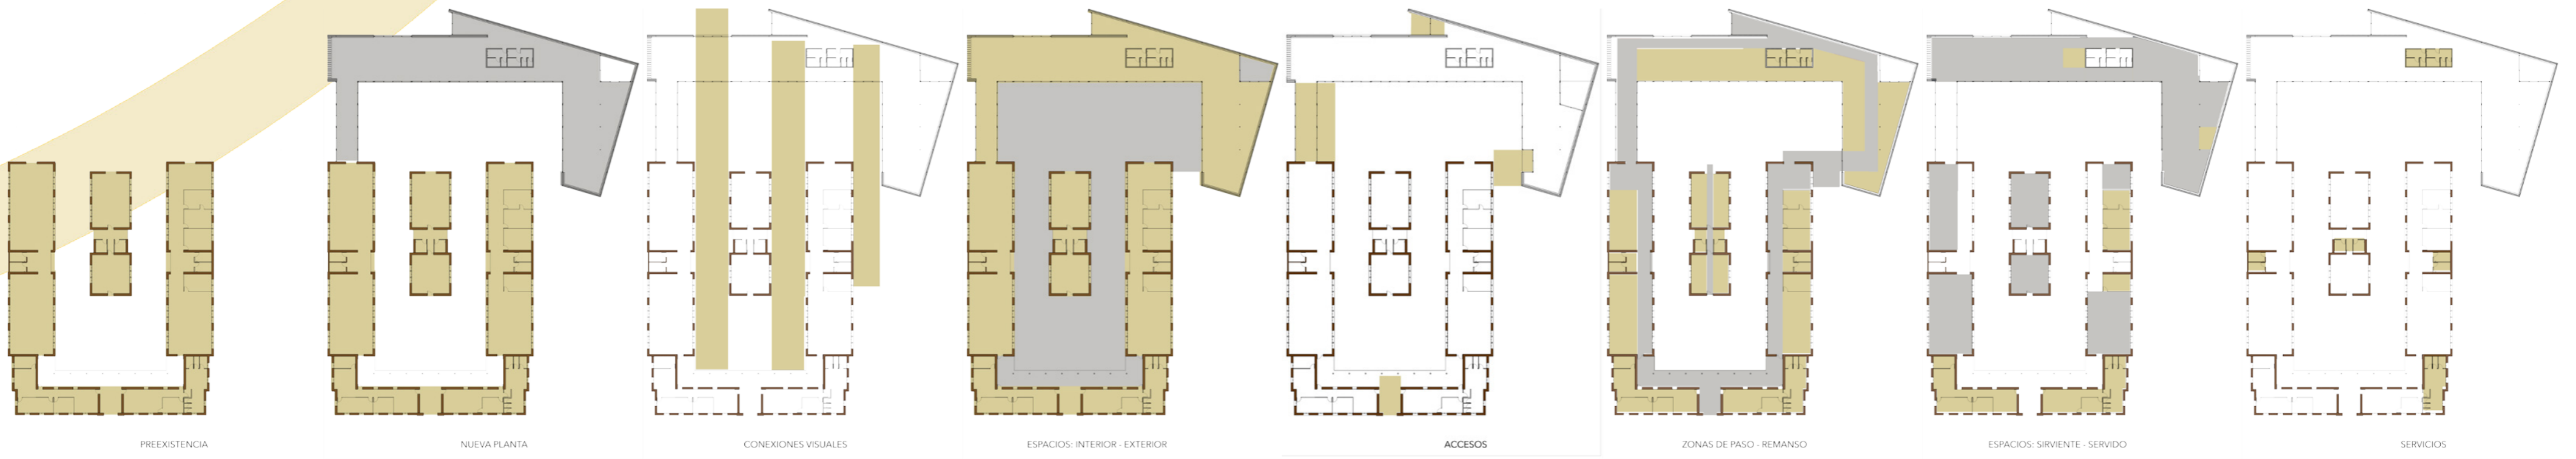 PREEXISTENCIA
NUEVA PLANTA
CONEXIONES VISUALES
ESPACIOS: INTERIOR - EXTERIOR
ACCESOS
ZONAS DE PASO - REMANSO
ESPACIOS: SIRVIENTE - SERVIDO
SERVICIOS